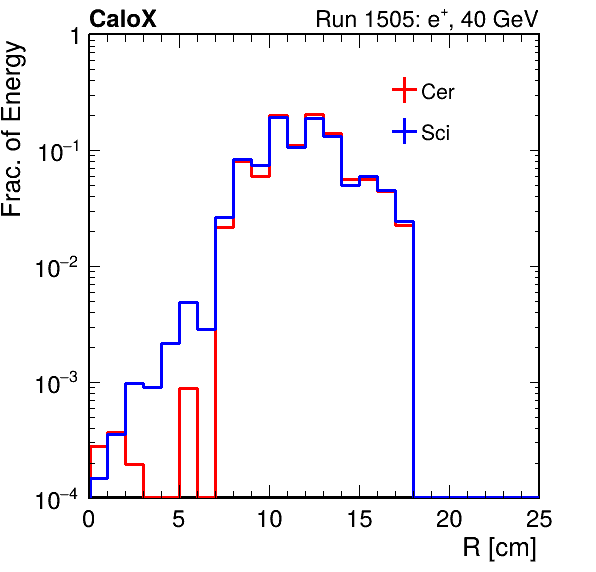 CaloX Run 1505: e⁺, 40 GeV
Frac. of Energy
1
10⁻¹
10⁻²
10⁻³
10⁻⁴
Cer
Sci
0 5 10 15 20 25
R [cm]